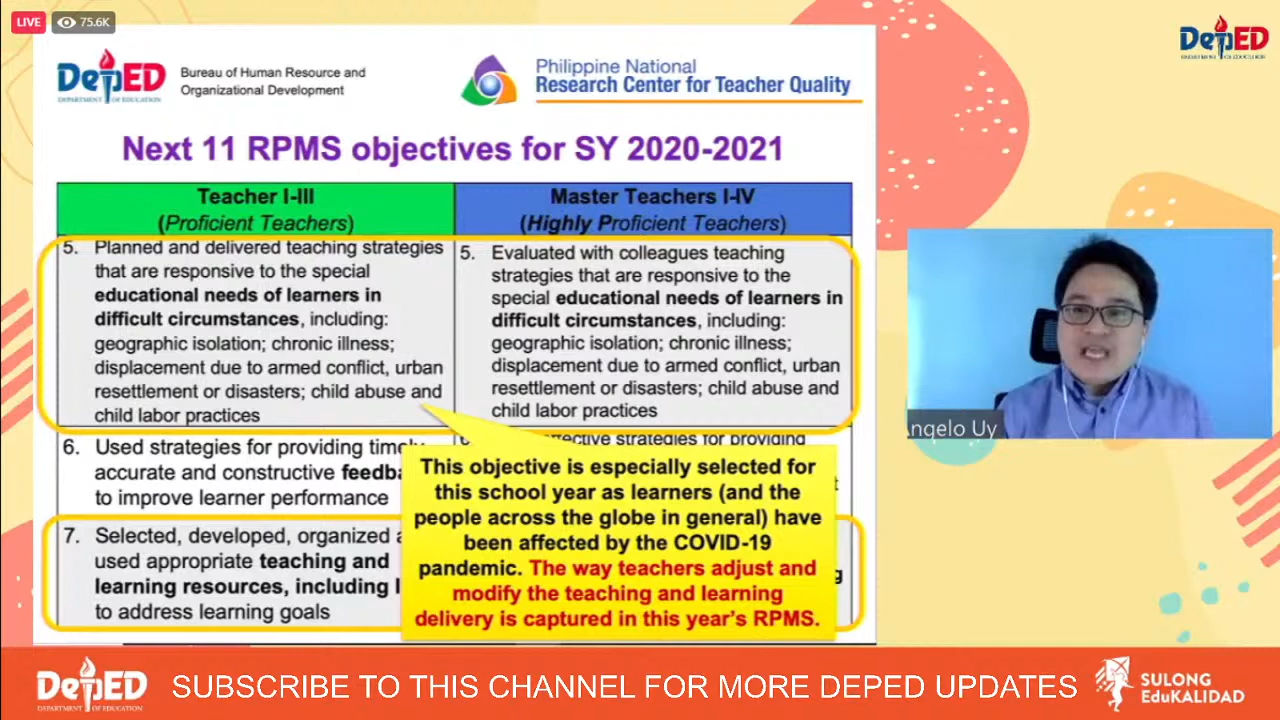 LIVE 75.6K
DepED
DEPARTMENT OF EDUCATION
Bureau of Human Resource and
Organizational Development
Philippine National
Research Center for Teacher Quality
DepED
DEPARTMENT OF EDUCATION
Next 11 RPMS objectives for SY 2020-2021
Teacher I-III
(Proficient Teachers)
Master Teachers I-IV
(Highly Proficient Teachers)
5. Planned and delivered teaching strategies
that are responsive to the special
educational needs of learners in
difficult circumstances, including:
geographic isolation; chronic illness;
displacement due to armed conflict, urban
resettlement or disasters; child abuse and
child labor practices
5. Evaluated with colleagues teaching
strategies that are responsive to the
special educational needs of learners in
difficult circumstances, including:
geographic isolation; chronic illness;
displacement due to armed conflict, urban
resettlement or disasters; child abuse and
child labor practices
6. Used strategies for providing timely,
accurate and constructive
to improve learner performance
strategies for providing
7. Selected, developed, organized
used appropriate teaching and
learning resources, including
to address learning goals
This objective is especially selected for
this school year as learners (and the
people across the globe in general) have
been affected by the COVID-19
pandemic. The way teachers adjust and
modify the teaching and learning
delivery is captured in this year's RPMS.
ngelo Uy
DepED
DEPARTMENT OF EDUCATION
SUBSCRIBE TO THIS CHANNEL FOR MORE DEPED UPDATES
SULONG
EduKALIDAD